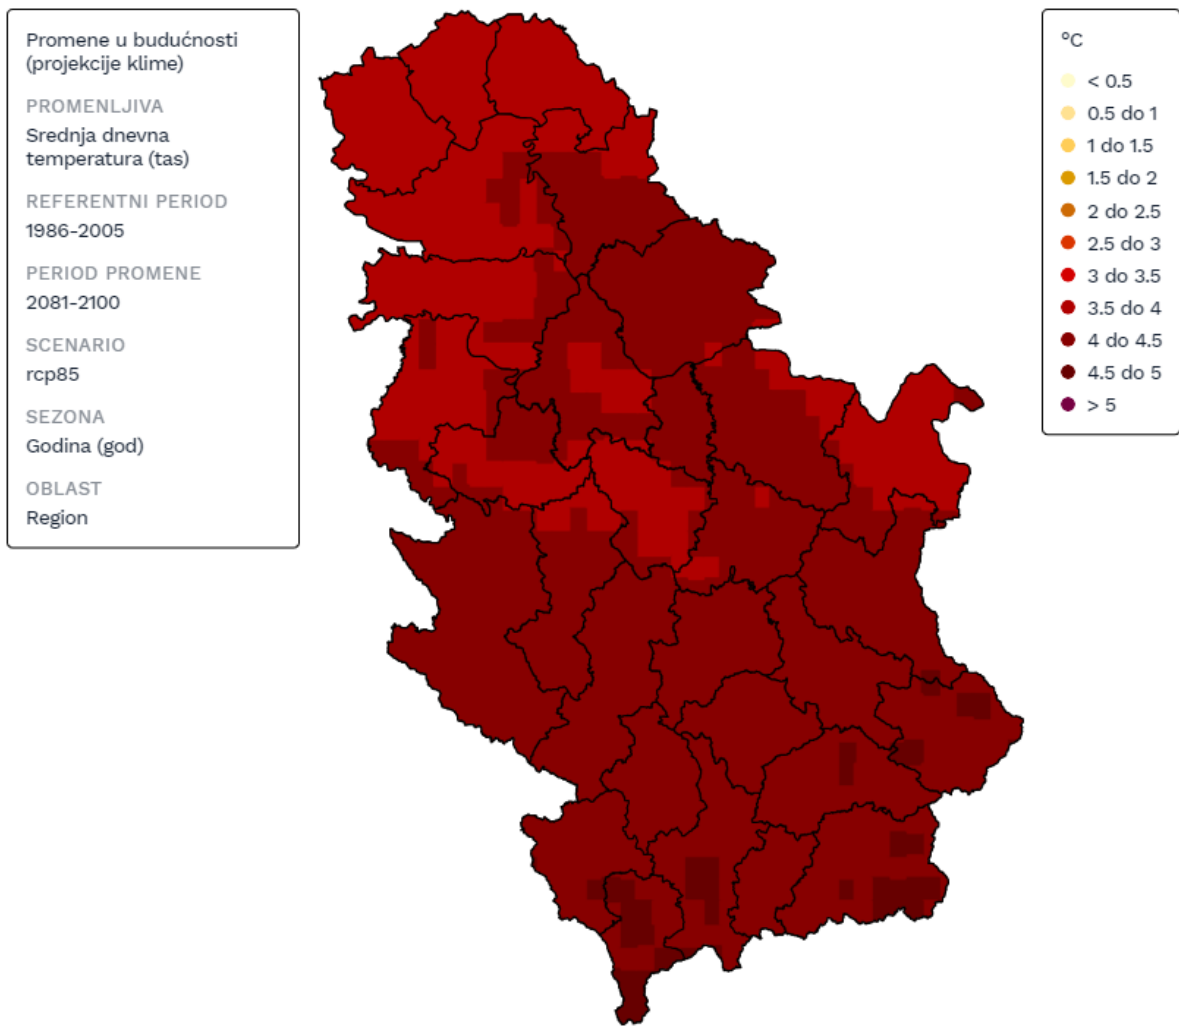 Promene u budućnosti
(projekcije klime)
PROMENLJIVA
Srednja dnevna
temperatura (tas)
REFERENTNI PERIOD
1986-2005
PERIOD PROMENE
2081-2100
SCENARIO
rcp85
SEZONA
Godina (god)
OBLAST
Region
°C
< 0.5
0.5 do 1
1 do 1.5
1.5 do 2
2 do 2.5
2.5 do 3
3 do 3.5
3.5 do 4
4 do 4.5
4.5 do 5
> 5